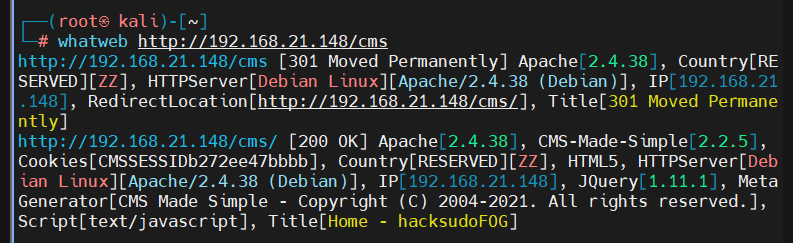 ┌──(root㉿ kali)-[~]
└─# whatweb http://192.168.21.148/cms
http://192.168.21.148/cms [301 Moved Permanently] Apache[2.4.38], Country[RE
SERVED][ZZ], HTTPServer[Debian Linux][Apache/2.4.38 (Debian)], IP[192.168.21
.148], RedirectLocation[http://192.168.21.148/cms/], Title[301 Moved Permane
ntly]
http://192.168.21.148/cms/ [200 OK] Apache[2.4.38], CMS-Made-Simple[2.2.5],
Cookies[CMSSESSIDb272ee47bbbb], Country[RESERVED][ZZ], HTML5, HTTPServer[Deb
ian Linux][Apache/2.4.38 (Debian)], IP[192.168.21.148], JQuery[1.11.1], Meta
Generator[CMS Made Simple - Copyright (C) 2004-2021. All rights reserved.],
Script[text/javascript], Title[Home - hacksudoFOG]